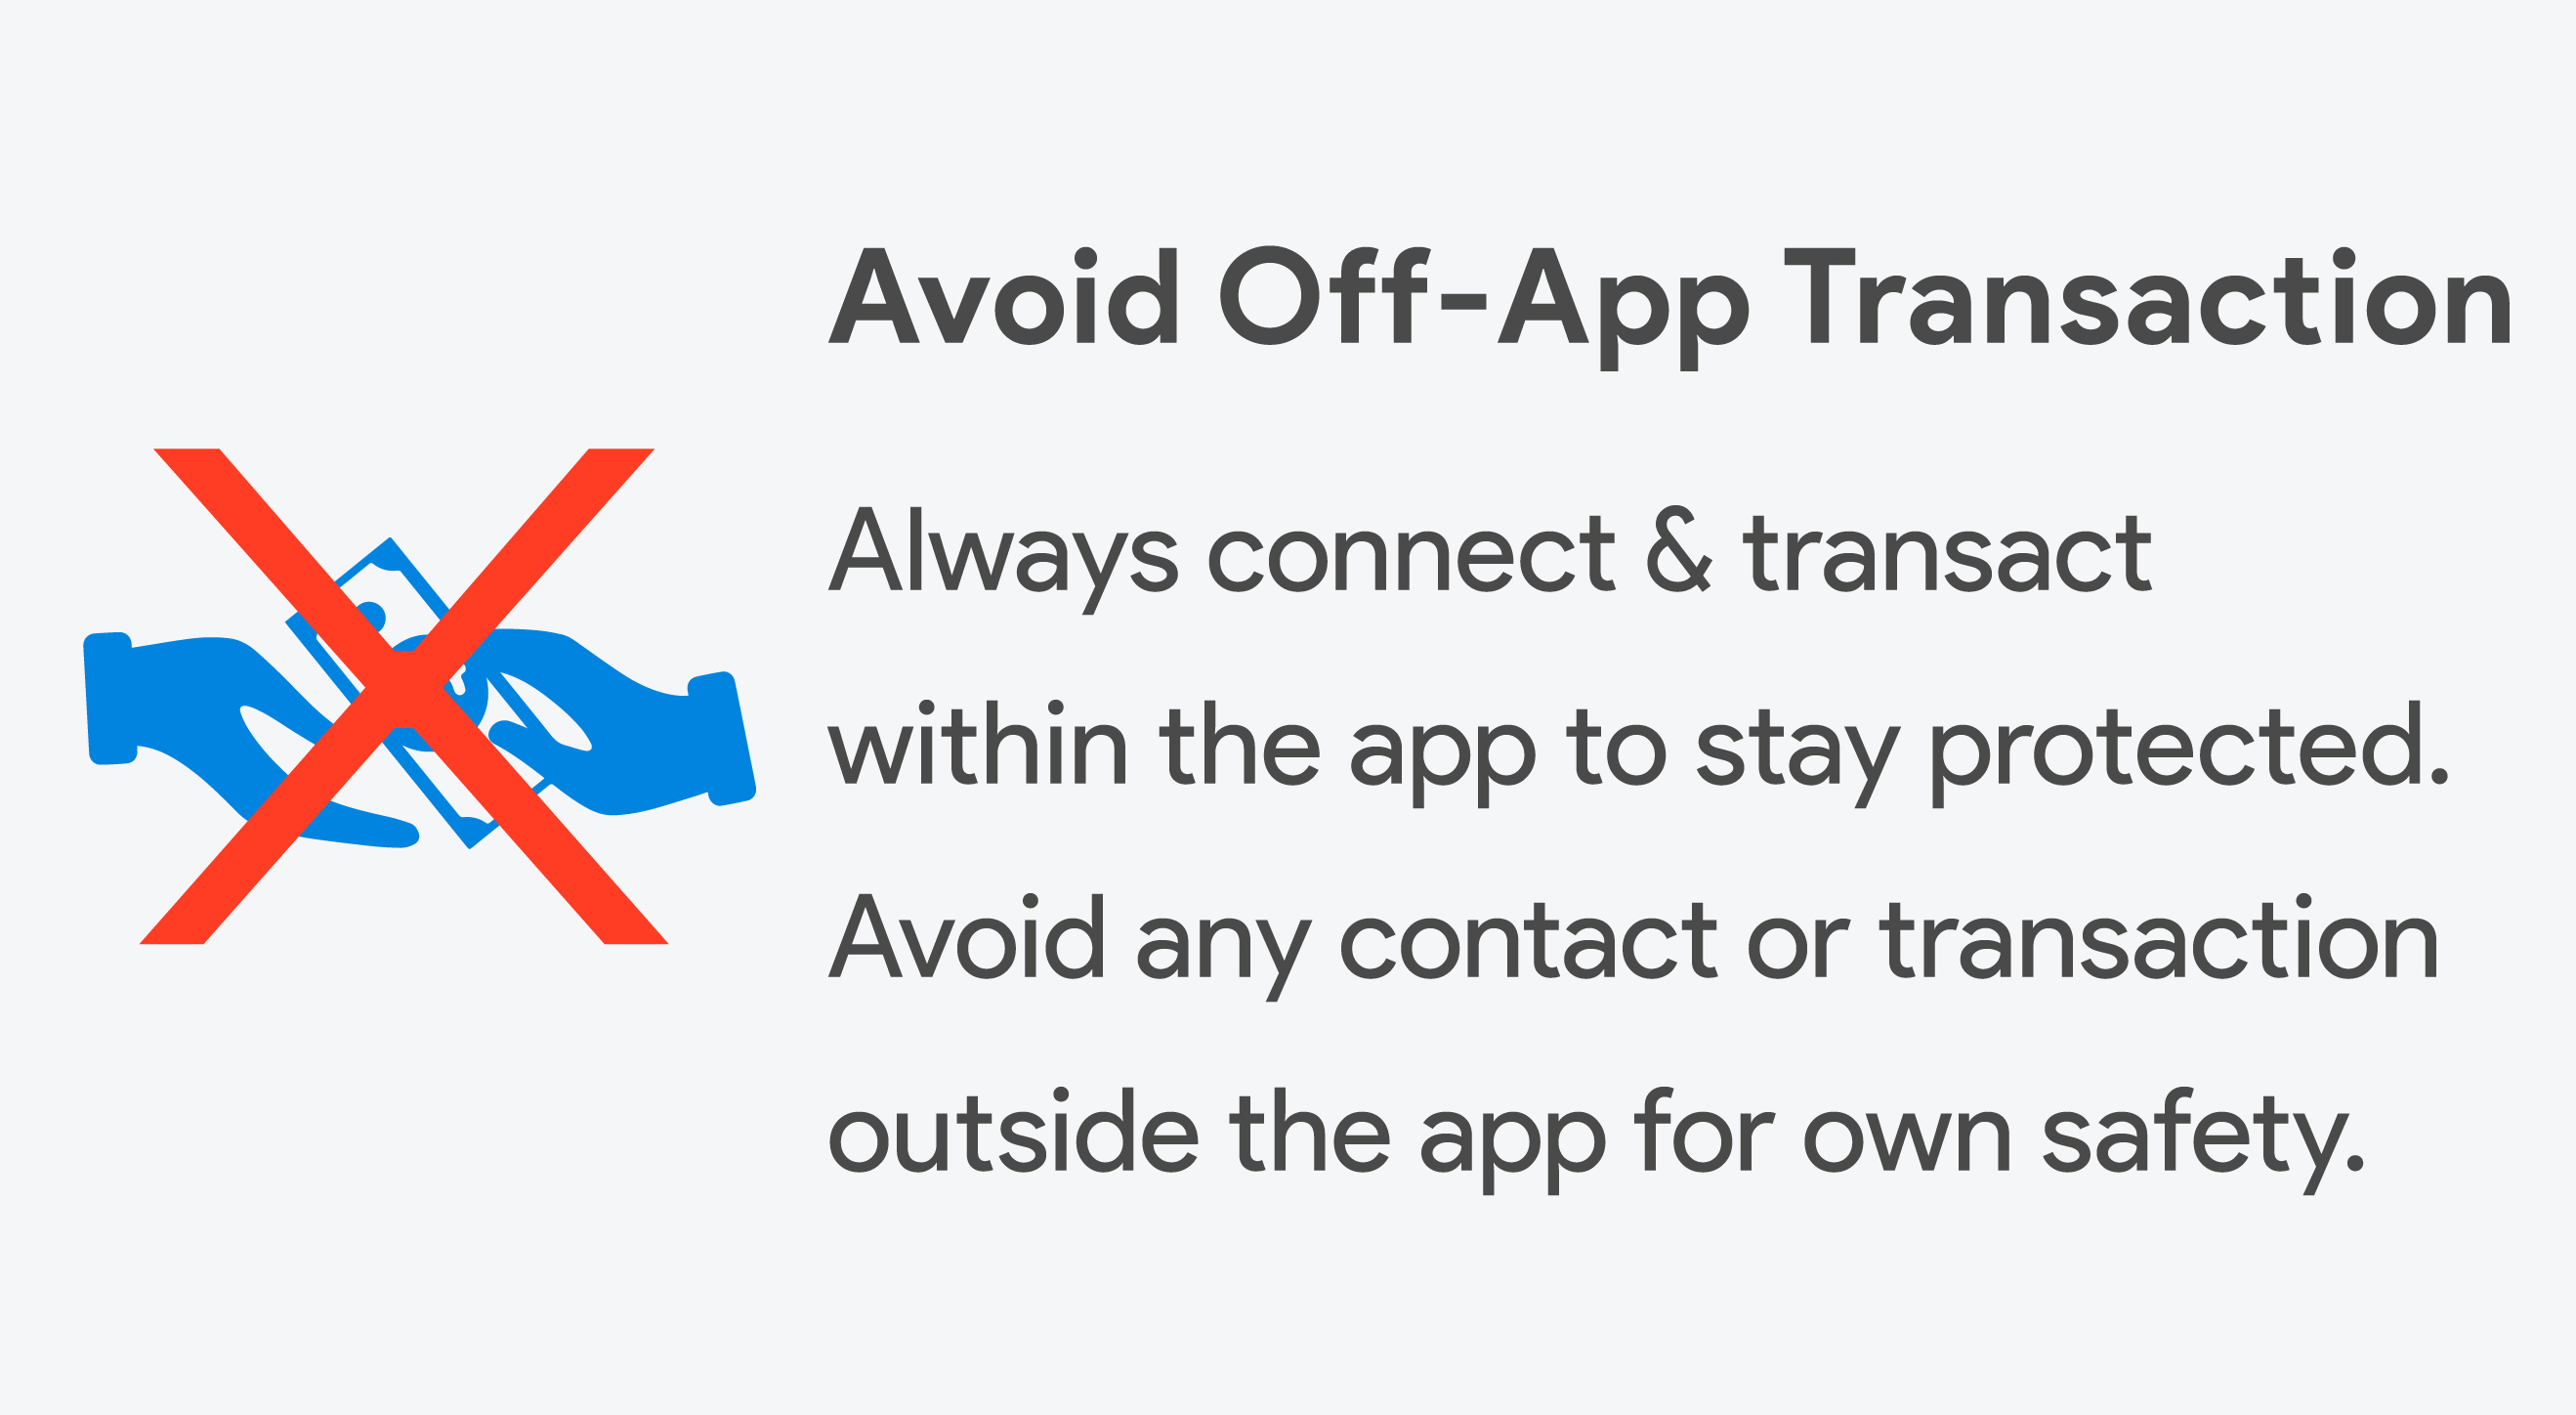 Avoid Off-App Transaction
Always connect & transact
within the app to stay protected.
Avoid any contact or transaction
outside the app for own safety.